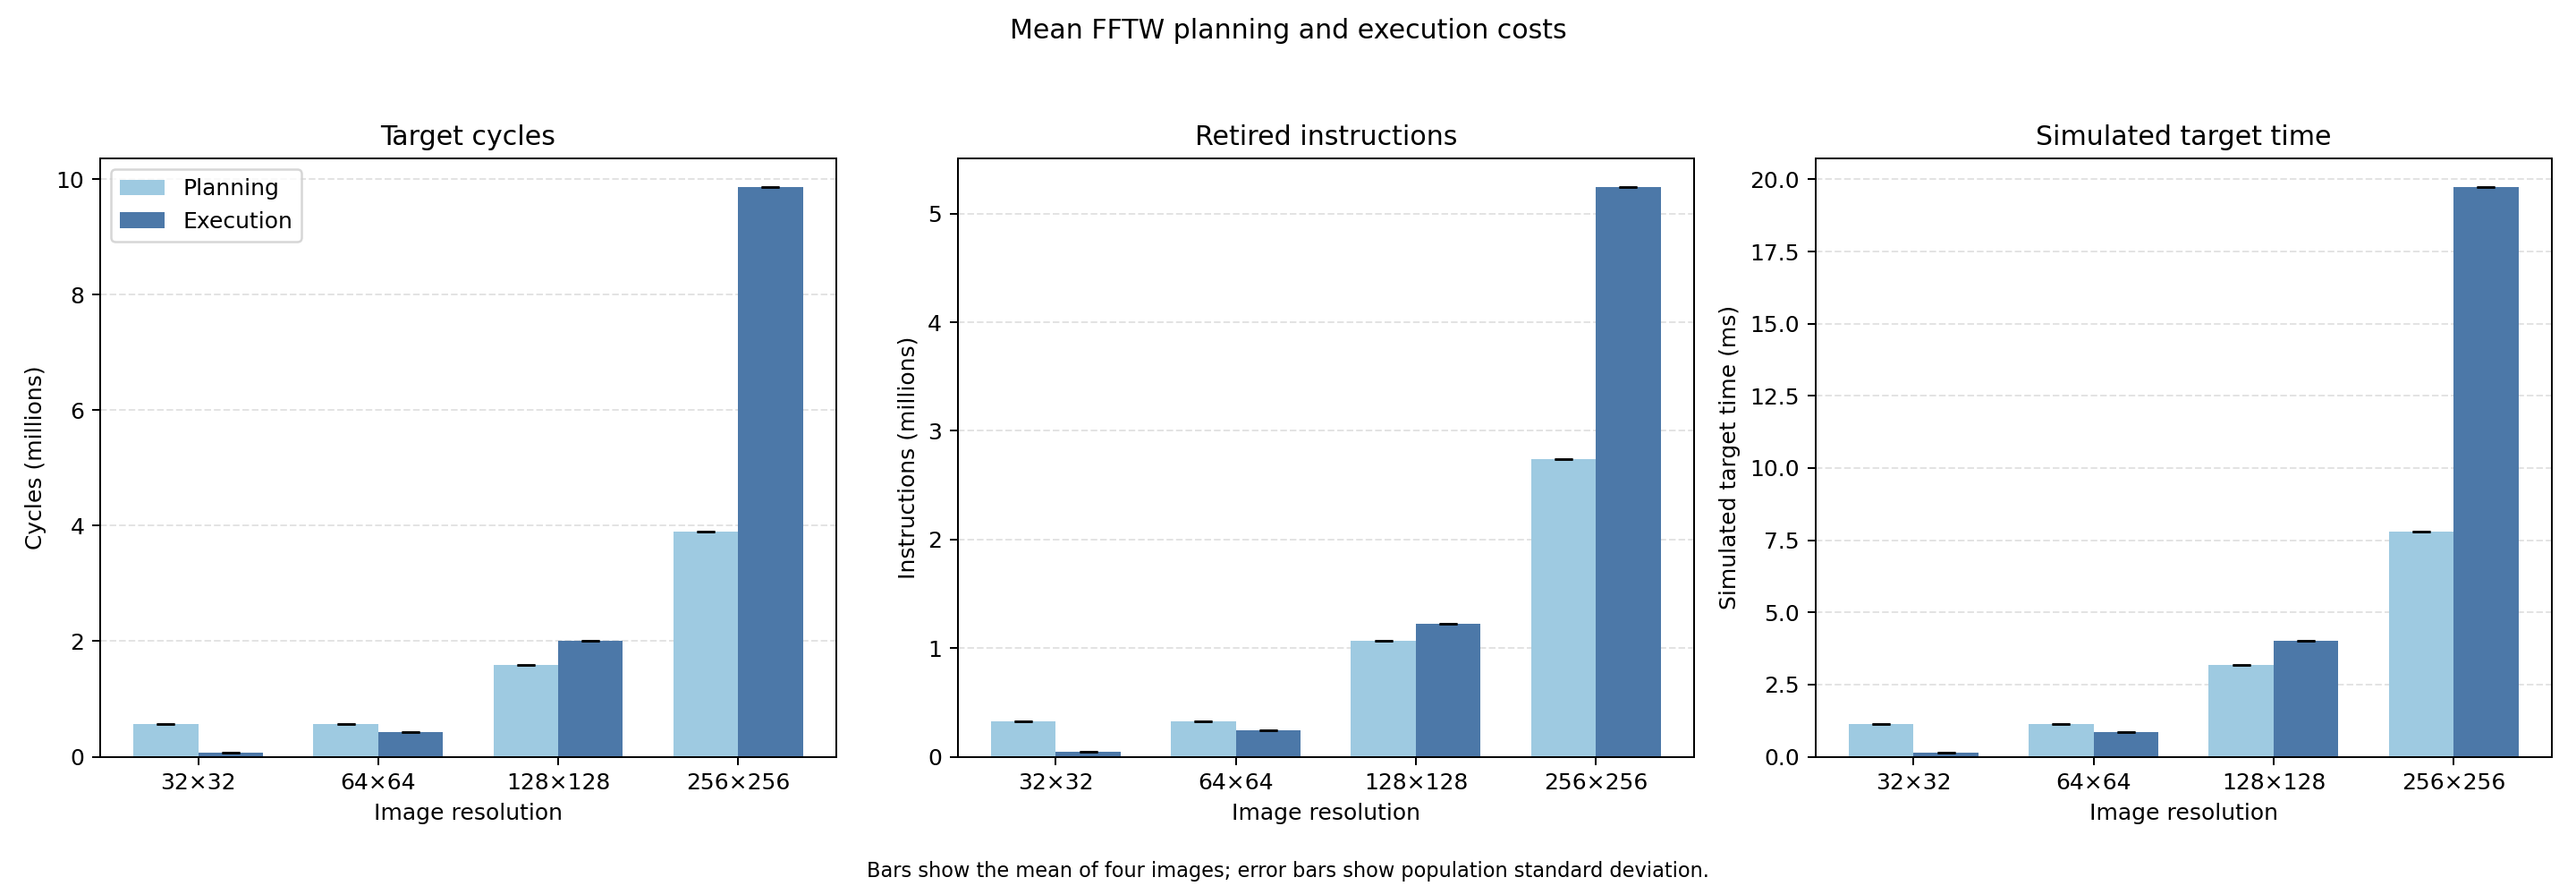 Mean FFTW planning and execution costs
Target cycles
Cycles (millions)
10
8
6
4
2
0
Planning
Execution
32×32 64×64 128×128 256×256
Image resolution
Retired instructions
Instructions (millions)
5
4
3
2
1
0
32×32 64×64 128×128 256×256
Image resolution
Simulated target time
Simulated target time (ms)
20.0
17.5
15.0
12.5
10.0
7.5
5.0
2.5
0.0
32×32 64×64 128×128 256×256
Image resolution
Bars show the mean of four images; error bars show population standard deviation.